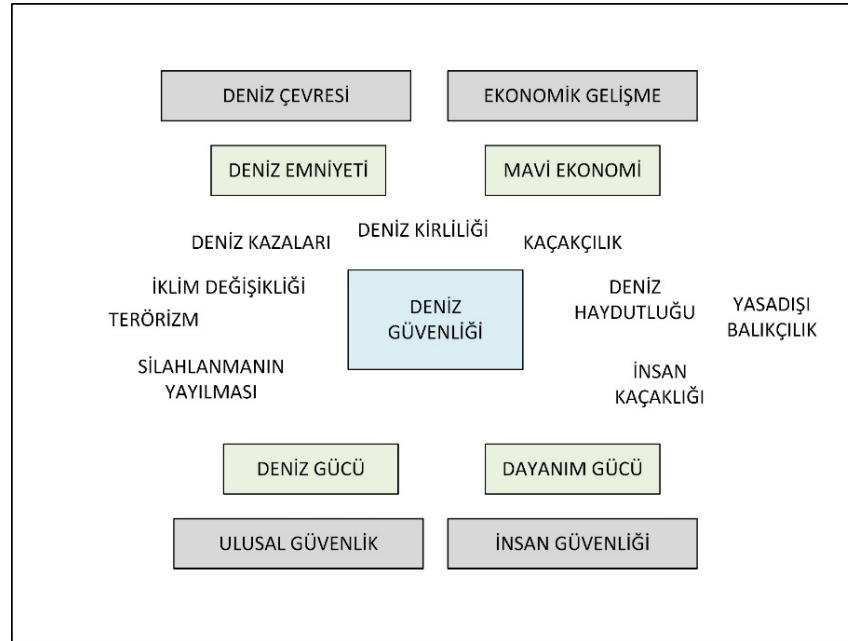 DENİZ ÇEVRESİ
EKONOMİK GELİŞME
DENİZ EMNİYETİ
MAVİ EKONOMİ
DENİZ KİRLİLİĞİ
DENİZ KAZALARI
KAÇAKÇILIK
İKLİM DEĞİŞİKLİĞİ
TERÖRİZM
DENİZ
GÜVENLİĞİ
DENİZ
HAYDUTLUĞU
YASADIŞI
BALIKÇILIK
SİLAHLANMANIN
YAYILMASI
İNSAN
KAÇAKLIĞI
DENİZ GÜCÜ
DAYANIM GÜCÜ
ULUSAL GÜVENLİK
İNSAN GÜVENLİĞİ